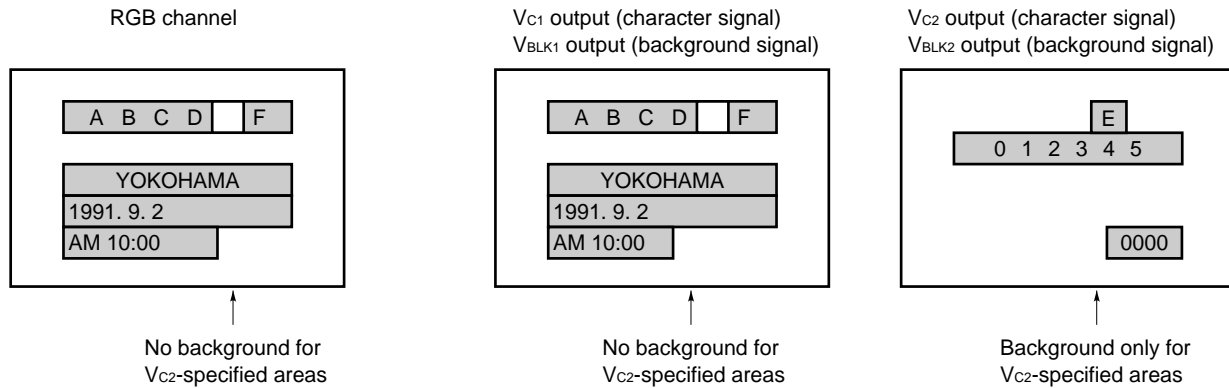 RGB channel
A B C D F
YOKOHAMA
1991. 9. 2
AM 10:00
No background for
VC2-specified areas
VC1 output (character signal)
VBLK1 output (background signal)
A B C D F
YOKOHAMA
1991. 9. 2
AM 10:00
No background for
VC2-specified areas
VC2 output (character signal)
VBLK2 output (background signal)
E
0 1 2 3 4 5
0000
Background only for
VC2-specified areas